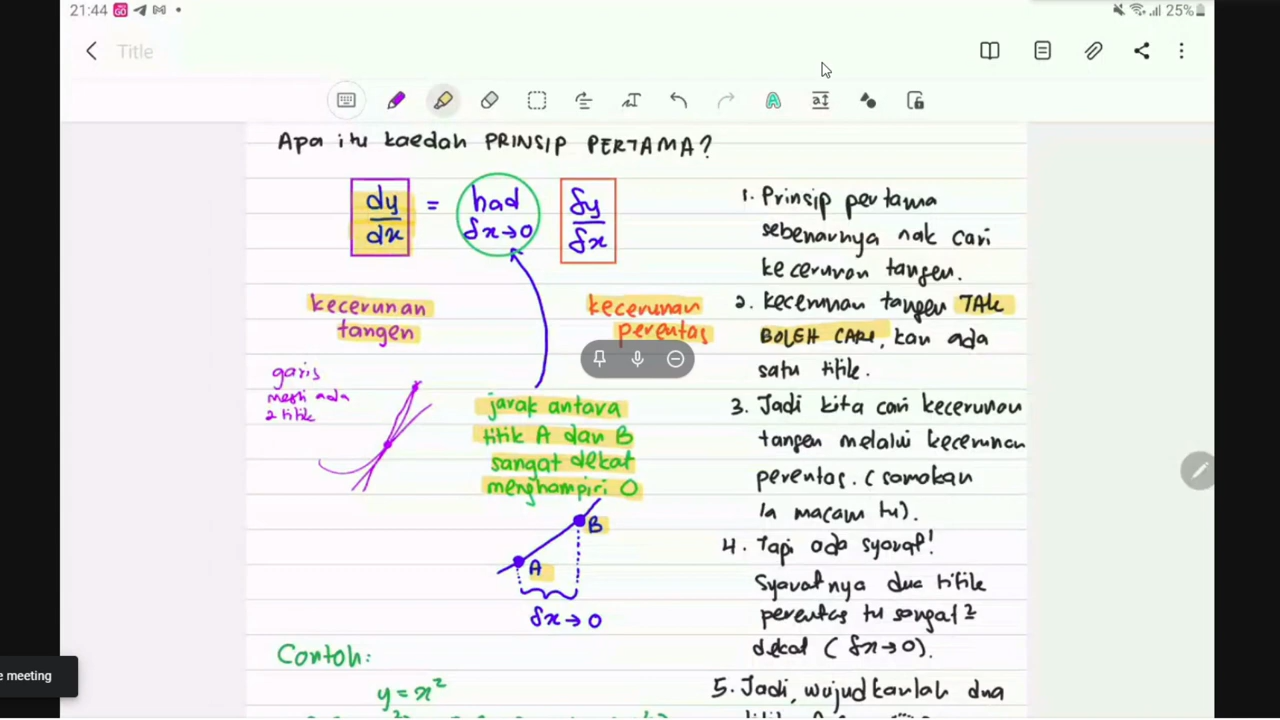 21:44
25%
Title
Apa itu kaedah PRINSIP PERTAMA?
dy/dx = had δx→0 δy/δx
kecerunan
tangen
kecerunan
perentas
garis
mesti ada
2 titik
jarak antara
titik A dan B
sangat dekat
menghampiri 0
B
A
δx→0
Contoh:
y = x²
1. Prinsip pertama
sebenarnya nak cari
kecerunan tangen.
2. kecerunan tangen TAK
BOLEH CARI, kan ada
satu titik.
3. Jadi kita cari kecerunan
tangen melalui kecerunan
perentas. (samakan
la macam tu).
4. Tapi ada syarat!
Syaratnya dua titik
perentas tu sangat2
dekat (δx→0).
5. Jadi, wujudkanlah dua
e meeting